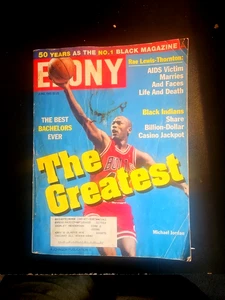 50 YEARS AS THE NO.1 BLACK MAGAZINE
EBONY
Rae Lewis-Thornton:
AIDS Victim
Marries
And Faces
Life And Death
Black Indians
Share
Billion-Dollar
Casino Jackpot
THE BEST
BACHELORS
EVER
The
Greatest
BULLS
Michael Jordan